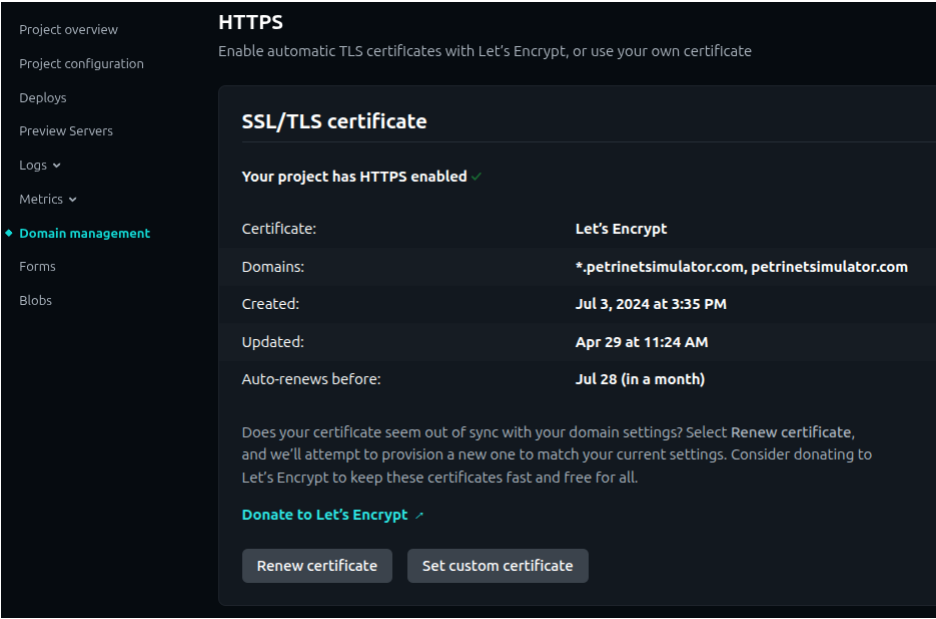 Project overview
Project configuration
Deploys
Preview Servers
Logs
Metrics
Domain management
Forms
Blobs
HTTPS
Enable automatic TLS certificates with Let's Encrypt, or use your own certificate
SSL/TLS certificate
Your project has HTTPS enabled ✓
Certificate: Let's Encrypt
Domains: *.petrinetsimulator.com, petrinetsimulator.com
Created: Jul 3, 2024 at 3:35 PM
Updated: Apr 29 at 11:24 AM
Auto-renews before: Jul 28 (in a month)
Does your certificate seem out of sync with your domain settings? Select Renew certificate,
and we'll attempt to provision a new one to match your current settings. Consider donating to
Let's Encrypt to keep these certificates fast and free for all.
Donate to Let's Encrypt ↗
Renew certificate Set custom certificate